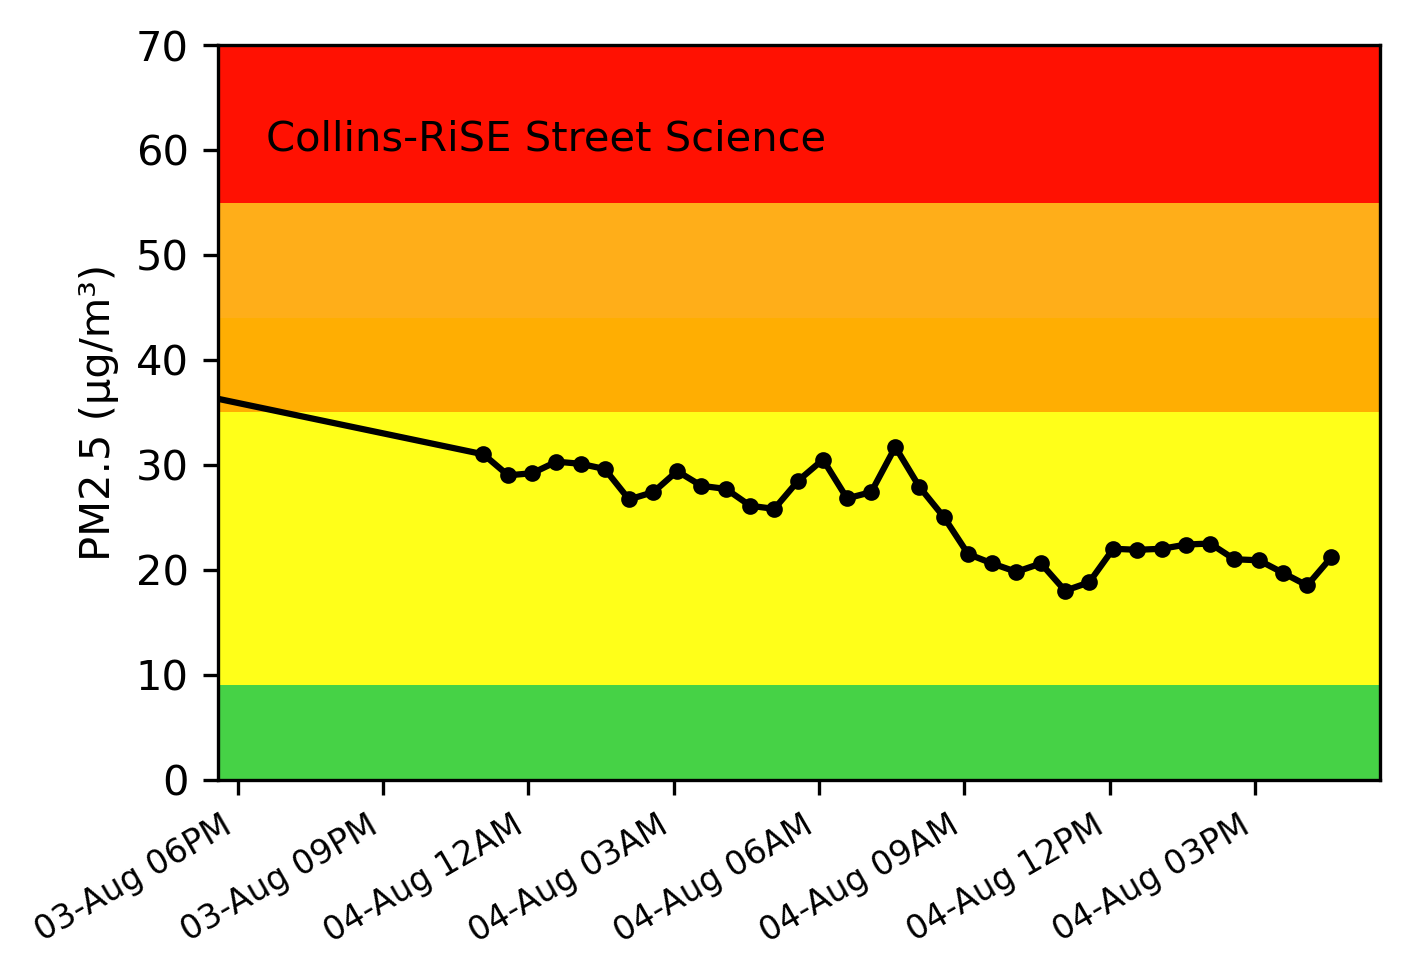 70
Collins-RiSE Street Science
60
50
40
30
20
10
0
PM2.5 (µg/m³)
03-Aug 06PM
03-Aug 09PM
04-Aug 12AM
04-Aug 03AM
04-Aug 06AM
04-Aug 09AM
04-Aug 12PM
04-Aug 03PM